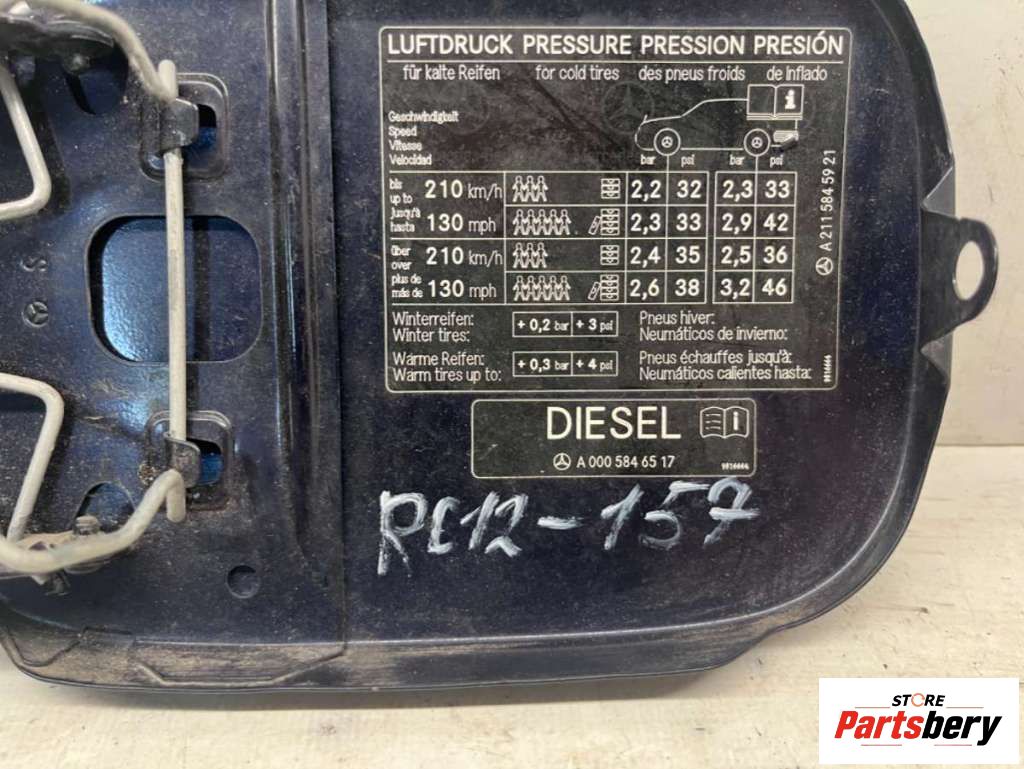 LUFTDRUCK PRESSURE PRESSION PRESIÓN
für kalte Reifen for cold tires des pneus froids de inflado
Geschwindigkeit
Speed
Vitesse
Velocidad
bar psi bar psi
bis
up to
jusqu'à
hasta
210 km/h
130 mph
2,2 32 2,3 33
2,3 33 2,9 42
über
over
plus de
más de
210 km/h
130 mph
2,4 35 2,5 36
2,6 38 3,2 46
Winterreifen:
Winter tires:
+ 0,2 bar + 3 psi
Pneus hiver:
Neumáticos de invierno:
Warme Reifen:
Warm tires up to:
+ 0,3 bar + 4 psi
Pneus échauffes jusqu'à:
Neumáticos calientes hasta:
A 211 584 59 21
DIESEL
A 000 584 65 17
RC12-157
STORE
Partsbery